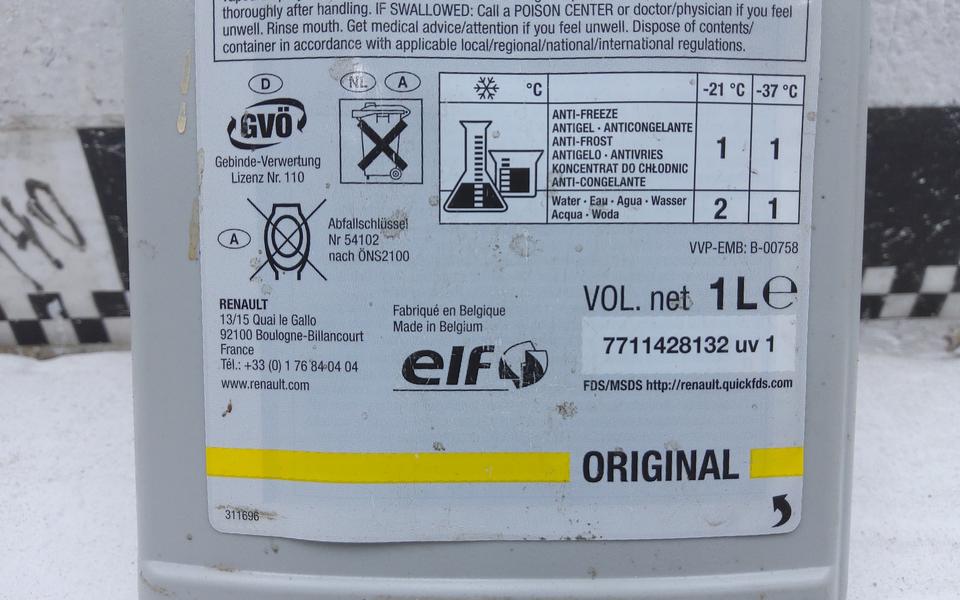 thoroughly after handling. IF SWALLOWED: Call a POISON CENTER or doctor/physician if you feel
unwell. Rinse mouth. Get medical advice/attention if you feel unwell. Dispose of contents/
container in accordance with applicable local/regional/national/international regulations.
D
NL
A
GVÖ
Gebinde-Verwertung
Lizenz Nr. 110
°C
-21 °C
-37 °C
ANTI-FREEZE
ANTIGEL · ANTICONGELANTE
ANTI-FROST
ANTIGELO · ANTIVRIES
KONCENTRAT DO CHŁODNIC
ANTI-CONGELANTE
1
1
Water · Eau · Agua · Wasser
Acqua · Woda
2
1
A
Abfallschlüssel
Nr 54102
nach ÖNS2100
VVP-EMB: B-00758
RENAULT
13/15 Quai le Gallo
92100 Boulogne-Billancourt
France
Tél.: +33 (0) 1 76 84 04 04
www.renault.com
Fabriqué en Belgique
Made in Belgium
elf
VOL. net 1 L e
7711428132 uv 1
FDS/MSDS http://renault.quickfds.com
ORIGINAL
311696